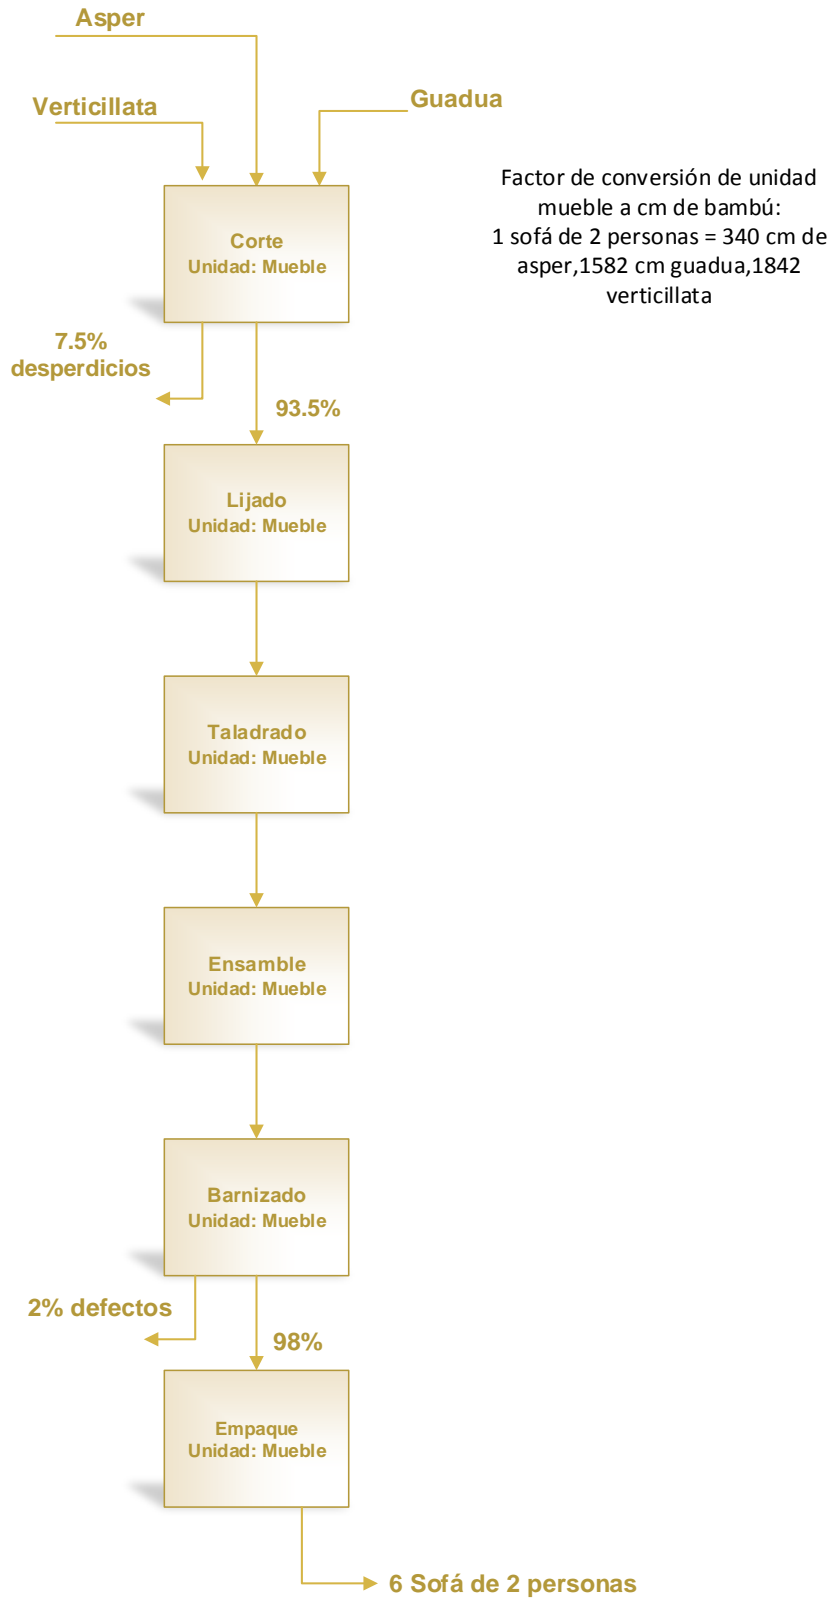 Asper
Verticillata
Guadua
Factor de conversión de unidad
mueble a cm de bambú:
1 sofá de 2 personas = 340 cm de
asper,1582 cm guadua,1842
verticillata
Corte
Unidad: Mueble
7.5%
desperdicios
93.5%
Lijado
Unidad: Mueble
Taladrado
Unidad: Mueble
Ensamble
Unidad: Mueble
Barnizado
Unidad: Mueble
2% defectos
98%
Empaque
Unidad: Mueble
6 Sofá de 2 personas